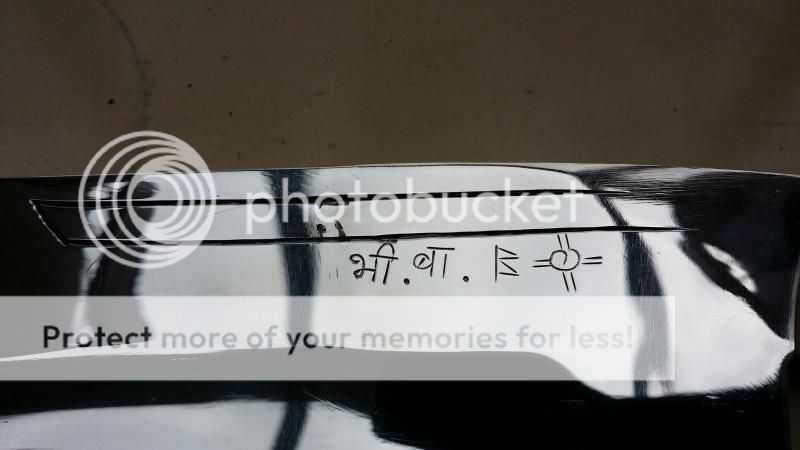 photobucket
भी.बा.
Protect more of your memories for less!